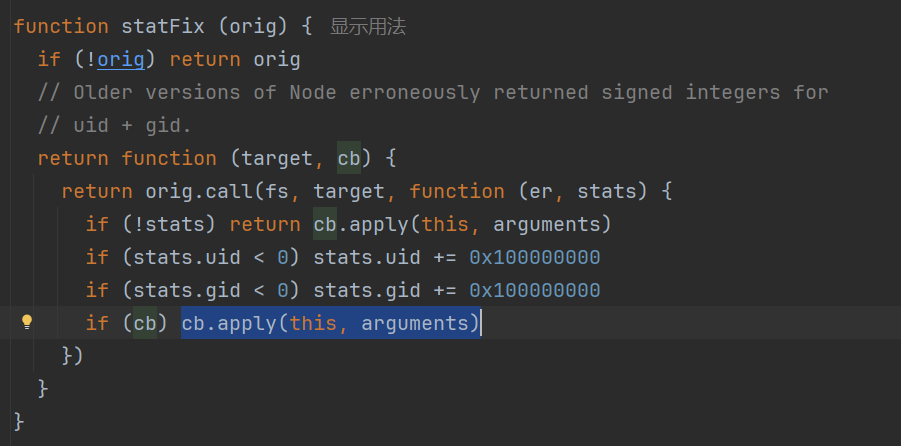 function statFix (orig) { 显示用法
  if (!orig) return orig
  // Older versions of Node erroneously returned signed integers for
  // uid + gid.
  return function (target, cb) {
    return orig.call(fs, target, function (er, stats) {
      if (!stats) return cb.apply(this, arguments)
      if (stats.uid < 0) stats.uid += 0x100000000
      if (stats.gid < 0) stats.gid += 0x100000000
      if (cb) cb.apply(this, arguments)
    })
  }
}